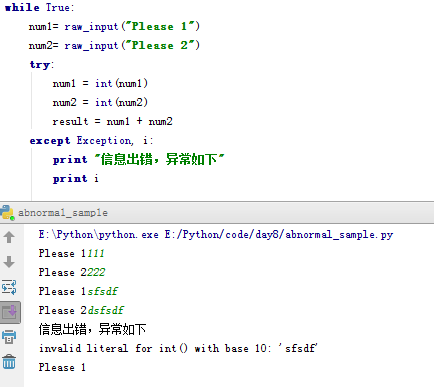 while True:
num1= raw_input("Please 1")
num2= raw_input("Please 2")
try:
num1 = int(num1)
num2 = int(num2)
result = num1 + num2
except Exception, i:
print "信息出错，异常如下"
print i
abnormal_sample
E:\Python\python.exe E:/Python/code/day8/abnormal_sample.py
Please 1111
Please 2222
Please 1sfsdf
Please 2dsfsdf
信息出错，异常如下
invalid literal for int() with base 10: 'sfsdf'
Please 1